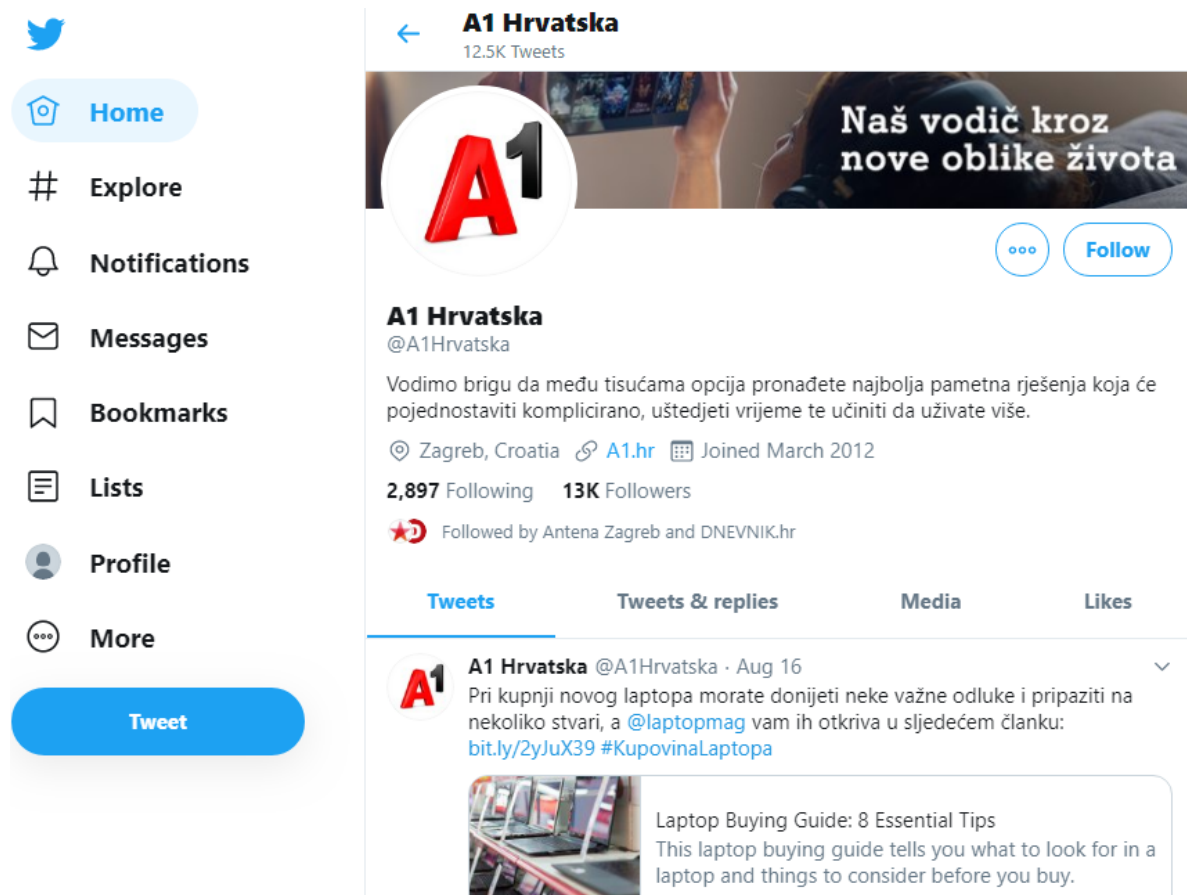 Home
Explore
Notifications
Messages
Bookmarks
Lists
Profile
More
Tweet
A1 Hrvatska
12.5K Tweets
Naš vodič kroz
nove oblike života
A1
Follow
A1 Hrvatska
@A1Hrvatska
Vodimo brigu da među tisućama opcija pronađete najbolja pametna rješenja koja će
pojednostaviti komplicirano, uštedjeti vrijeme te učiniti da uživate više.
Zagreb, Croatia A1.hr Joined March 2012
2,897 Following 13K Followers
Followed by Antena Zagreb and DNEVNIK.hr
Tweets Tweets & replies Media Likes
A1
A1 Hrvatska @A1Hrvatska · Aug 16
Pri kupnji novog laptopa morate donijeti neke važne odluke i pripaziti na
nekoliko stvari, a @laptopmag vam ih otkriva u sljedećem članku:
bit.ly/2yJuX39 #KupovinaLaptopa
Laptop Buying Guide: 8 Essential Tips
This laptop buying guide tells you what to look for in a
laptop and things to consider before you buy.